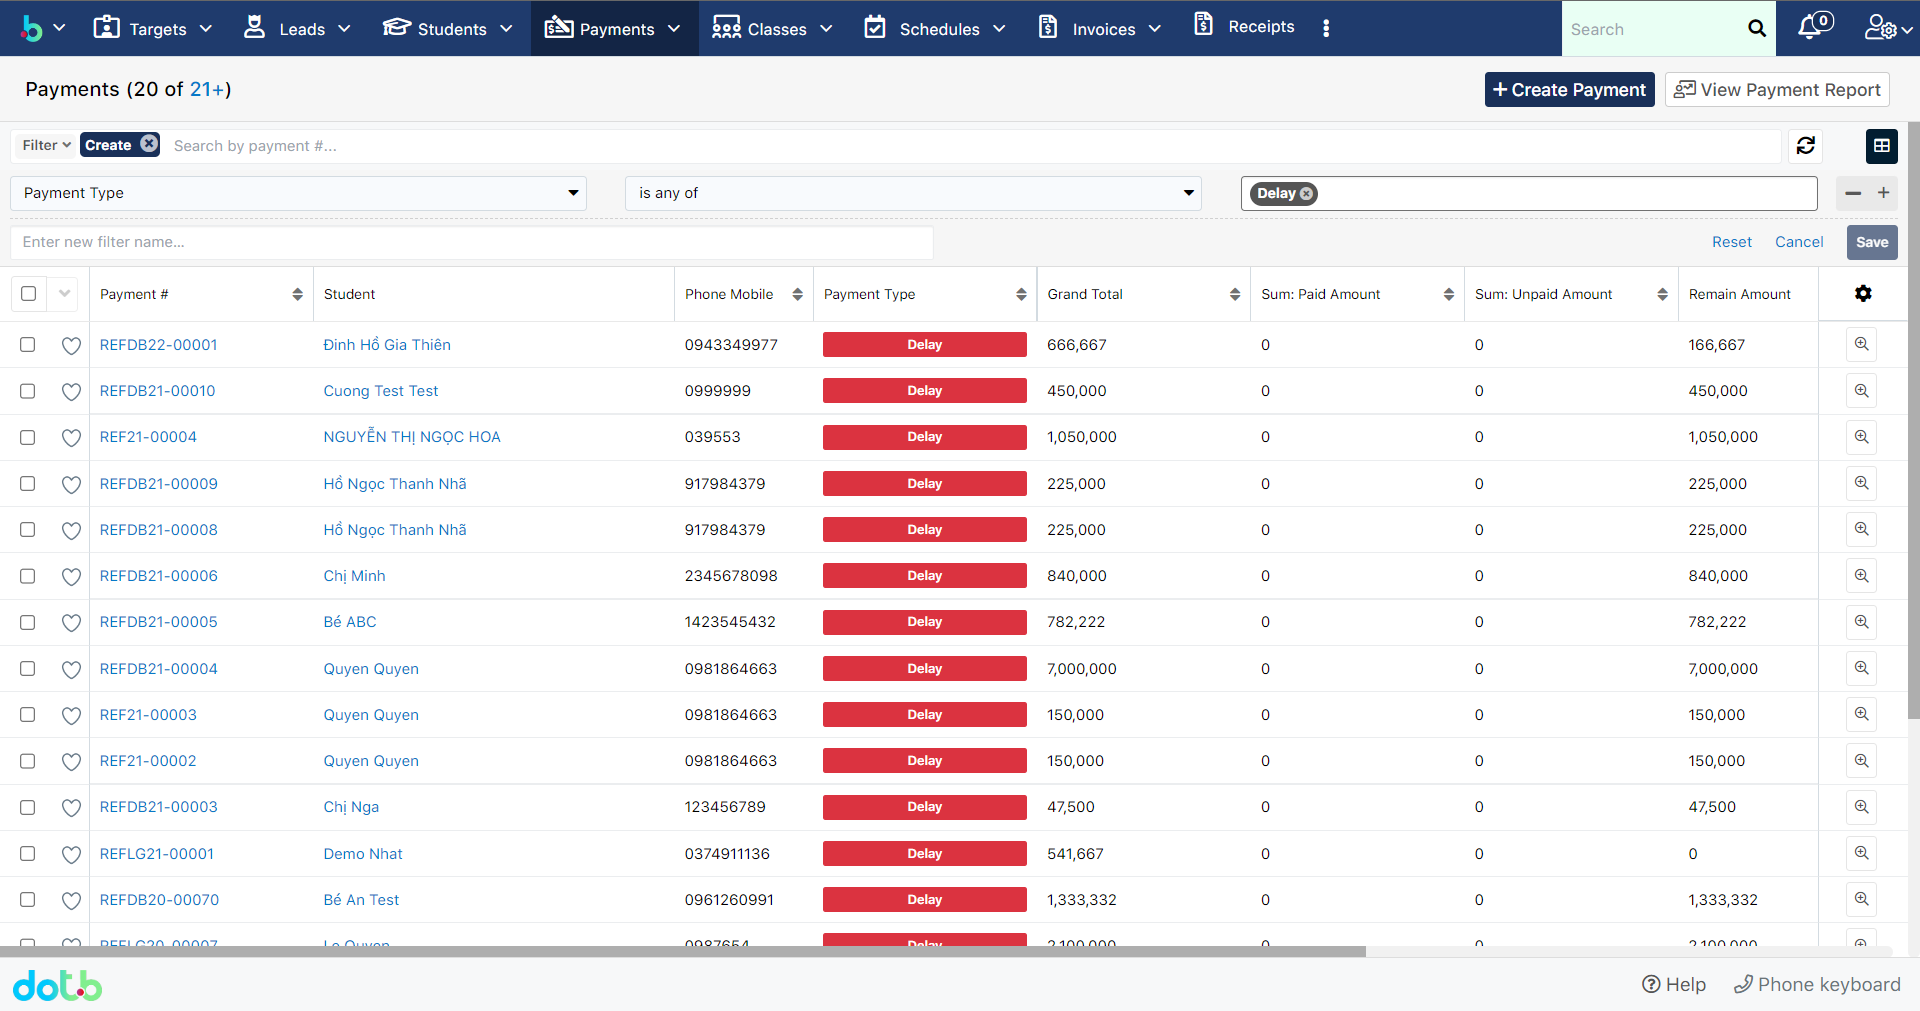 Targets Leads Students Payments Classes Schedules Invoices Receipts Search 0
Payments (20 of 21+) Create Payment View Payment Report
Filter Create Search by payment #...
Payment Type is any of Delay
Enter new filter name... Reset Cancel Save
Payment # Student Phone Mobile Payment Type Grand Total Sum: Paid Amount Sum: Unpaid Amount Remain Amount
REFDB22-00001 Đinh Hồ Gia Thiên 0943349977 Delay 666,667 0 0 166,667
REFDB21-00010 Cuong Test Test 0999999 Delay 450,000 0 0 450,000
REF21-00004 NGUYỄN THỊ NGỌC HOA 039553 Delay 1,050,000 0 0 1,050,000
REFDB21-00009 Hồ Ngọc Thanh Nhã 917984379 Delay 225,000 0 0 225,000
REFDB21-00008 Hồ Ngọc Thanh Nhã 917984379 Delay 225,000 0 0 225,000
REFDB21-00006 Chị Minh 2345678098 Delay 840,000 0 0 840,000
REFDB21-00005 Bé ABC 1423545432 Delay 782,222 0 0 782,222
REFDB21-00004 Quyen Quyen 0981864663 Delay 7,000,000 0 0 7,000,000
REF21-00003 Quyen Quyen 0981864663 Delay 150,000 0 0 150,000
REF21-00002 Quyen Quyen 0981864663 Delay 150,000 0 0 150,000
REFDB21-00003 Chị Nga 123456789 Delay 47,500 0 0 47,500
REFLG21-00001 Demo Nhat 0374911136 Delay 541,667 0 0 0
REFDB20-00070 Bé An Test 0961260991 Delay 1,333,332 0 0 1,333,332
REFLG20-00007 Le Quyen 0987654 Delay 2,100,000 0 0 2,100,000
dotb Help Phone keyboard